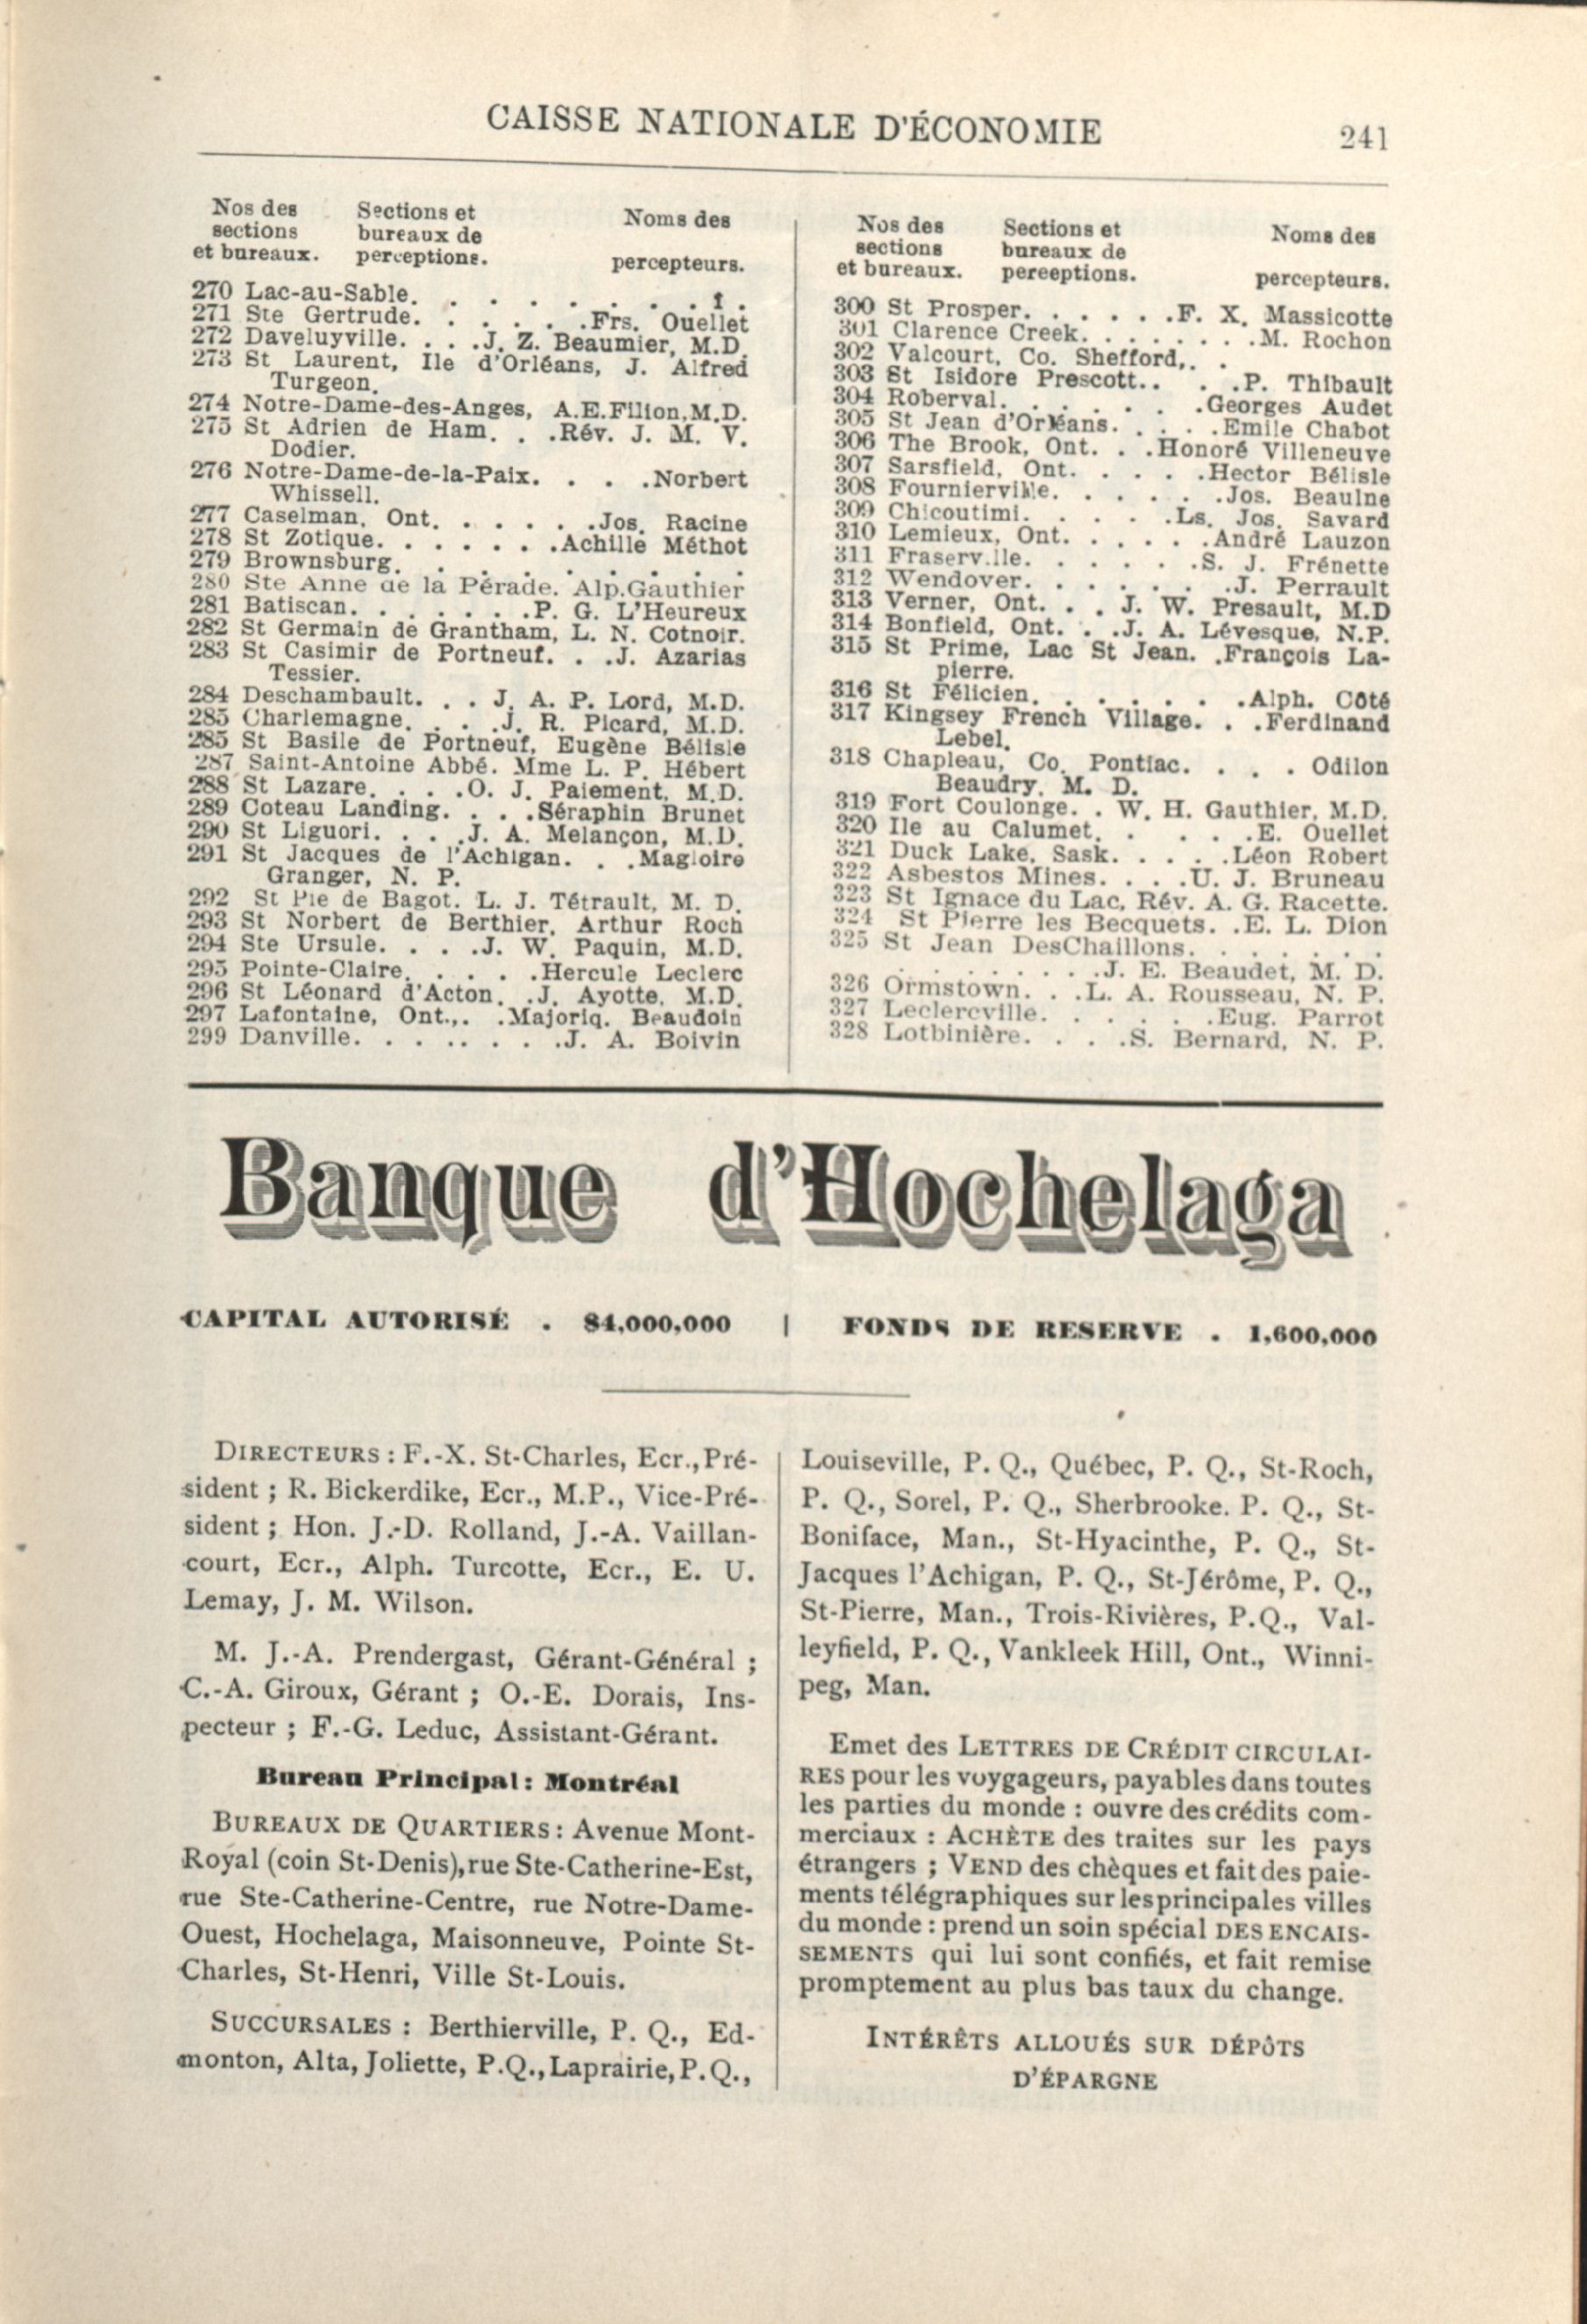 CAISSE NATIONALE D'ÉCONOMIE 241
Nos des Sections et Noms des
sections bureaux de
et bureaux. perceptions. percepteurs.
270 Lac-au-Sable. . . . . . . . .
271 Ste Gertrude. . . . . .Frs. Ouellet
272 Daveluyville. . . .J. Z. Beaumier, M.D.
273 St Laurent, Ile d'Orléans, J. Alfred
Turgeon.
274 Notre-Dame-des-Anges, A.E.Filion,M.D.
275 St Adrien de Ham. . .Rév. J. M. V.
Dodier.
276 Notre-Dame-de-la-Paix. . . .Norbert
Whissell.
277 Caselman, Ont. . . . . .Jos. Racine
278 St Zotique. . . . . . .Achille Méthot
279 Brownsburg. . . . . . . . .
280 Ste Anne de la Pérade. Alp.Gauthier
281 Batiscan. . . . . . .P. G. L'Heureux
282 St Germain de Grantham, L. N. Cotnoir.
283 St Casimir de Portneuf. . .J. Azarias
Tessier.
284 Deschambault. . . J. A. P. Lord, M.D.
285 Charlemagne. . . .J. R. Picard, M.D.
285 St Basile de Portneuf, Eugène Bélisle
287 Saint-Antoine Abbé. Mme L. P. Hébert
288 St Lazare. . . . .O. J. Paiement, M.D.
289 Coteau Landing. . . .Séraphin Brunet
290 St Liguori. . . .J. A. Melançon, M.D.
291 St Jacques de l'Achigan. . .Magloire
Granger, N. P.
292 St Pie de Bagot. L. J. Tétrault, M. D.
293 St Norbert de Berthier, Arthur Roch
294 Ste Ursule. . . .J. W. Paquin, M.D.
295 Pointe-Claire. . . . .Hercule Leclerc
296 St Léonard d'Acton. .J. Ayotte, M.D.
297 Lafontaine, Ont.,. .Majoriq. Beaudoin
299 Danville. . . . . . . .J. A. Boivin
Nos des Sections et Noms des
sections bureaux de
et bureaux. pereeptions. percepteurs.
300 St Prosper. . . . . .F. X. Massicotte
301 Clarence Creek. . . . . . . .M. Rochon
302 Valcourt, Co. Shefford,. .
303 St Isidore Prescott.. . .P. Thibault
304 Roberval. . . . . . .Georges Audet
305 St Jean d'Orléans. . . . .Emile Chabot
306 The Brook, Ont. . .Honoré Villeneuve
307 Sarsfield, Ont. . . . .Hector Bélisle
308 Fournierville. . . . . . .Jos. Beaulne
309 Chicoutimi. . . . .Ls. Jos. Savard
310 Lemieux, Ont. . . . . .André Lauzon
311 Fraserville. . . . . . .S. J. Frénette
312 Wendover. . . . . . .J. Perrault
313 Verner, Ont. . . J. W. Presault, M.D
314 Bonfield, Ont. . .J. A. Lévesque, N.P.
315 St Prime, Lac St Jean. .François La-
pierre.
316 St Félicien. . . . . . .Alph. Côté
317 Kingsey French Village. . .Ferdinand
Lebel.
318 Chapleau, Co. Pontiac. . . . Odilon
Beaudry, M. D.
319 Fort Coulonge. . W. H. Gauthier, M.D.
320 Ile au Calumet. . . . .E. Ouellet
321 Duck Lake, Sask. . . . .Léon Robert
322 Asbestos Mines. . . .U. J. Bruneau
323 St Ignace du Lac, Rév. A. G. Racette.
324 St Pierre les Becquets. .E. L. Dion
325 St Jean DesChaillons. . . . . .
. . . . . .J. E. Beaudet, M. D.
326 Ormstown. . .L. A. Rousseau, N. P.
327 Leclercville. . . . . .Eug. Parrot
328 Lotbinière. . . .S. Bernard, N. P.
Banque d'Hochelaga
CAPITAL AUTORISÉ . $4,000,000 | FONDS DE RESERVE . 1,600,000
DIRECTEURS : F.-X. St-Charles, Ecr., Pré-
sident ; R. Bickerdike, Ecr., M.P., Vice-Pré-
sident ; Hon. J.-D. Rolland, J.-A. Vaillan-
court, Ecr., Alph. Turcotte, Ecr., E. U.
Lemay, J. M. Wilson.
M. J.-A. Prendergast, Gérant-Général ;
C.-A. Giroux, Gérant ; O.-E. Dorais, Ins-
pecteur ; F.-G. Leduc, Assistant-Gérant.
Bureau Principal: Montréal
BUREAUX DE QUARTIERS : Avenue Mont-
Royal (coin St-Denis), rue Ste-Catherine-Est,
rue Ste-Catherine-Centre, rue Notre-Dame-
Ouest, Hochelaga, Maisonneuve, Pointe St-
Charles, St-Henri, Ville St-Louis.
SUCCURSALES : Berthierville, P. Q., Ed-
monton, Alta, Joliette, P.Q., Laprairie, P. Q.,
Louiseville, P. Q., Québec, P. Q., St-Roch,
P. Q., Sorel, P. Q., Sherbrooke. P. Q., St-
Boniface, Man., St-Hyacinthe, P. Q., St-
Jacques l'Achigan, P. Q., St-Jérôme, P. Q.,
St-Pierre, Man., Trois-Rivières, P.Q., Val-
leyfield, P. Q., Vankleek Hill, Ont., Winni-
peg, Man.
Emet des LETTRES DE CRÉDIT CIRCULAI-
RES pour les voygageurs, payables dans toutes
les parties du monde : ouvre des crédits com-
merciaux : ACHÈTE des traites sur les pays
étrangers ; VEND des chèques et fait des paie-
ments télégraphiques sur les principales villes
du monde : prend un soin spécial DES ENCAIS-
SEMENTS qui lui sont confiés, et fait remise
promptement au plus bas taux du change.
INTÉRÊTS ALLOUÉS SUR DÉPÔTS
D'ÉPARGNE